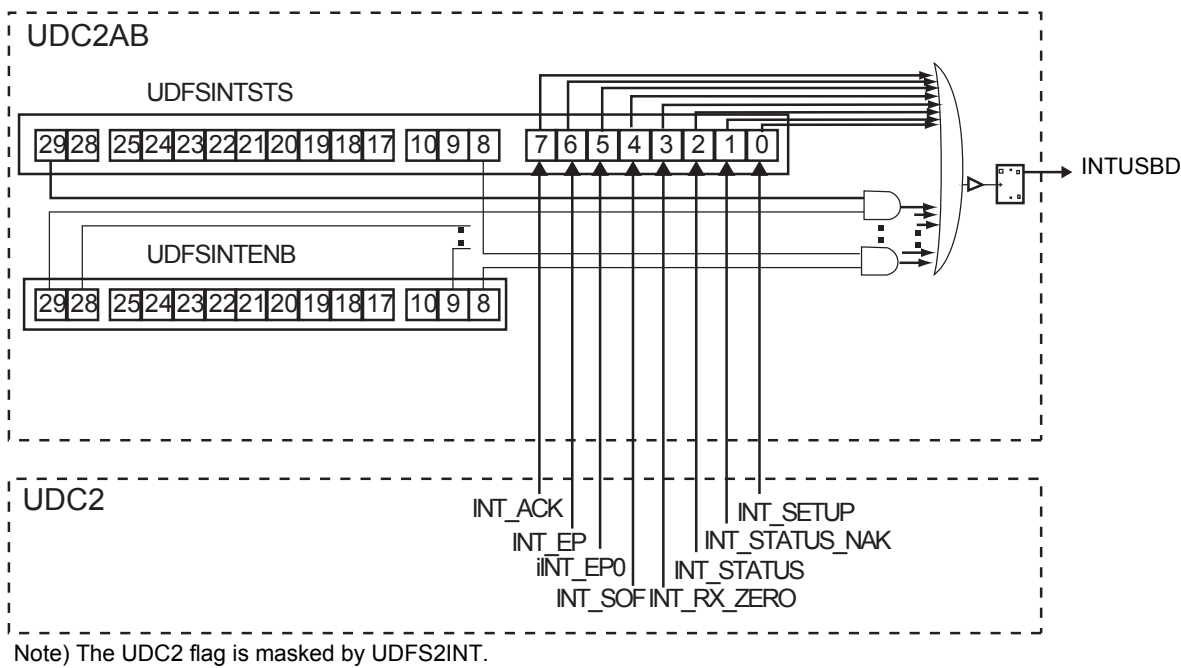 UDC2AB
UDFSINTSTS
29 28 25 24 23 22 21 20 19 18 17 10 9 8 7 6 5 4 3 2 1 0
INTUSBD
UDFSINTENB
29 28 25 24 23 22 21 20 19 18 17 10 9 8
UDC2
INT_ACK
INT_SETUP
INT_EP
INT_STATUS_NAK
iINT_EP0
INT_STATUS
INT_SOF
INT_RX_ZERO
Note) The UDC2 flag is masked by UDFS2INT.